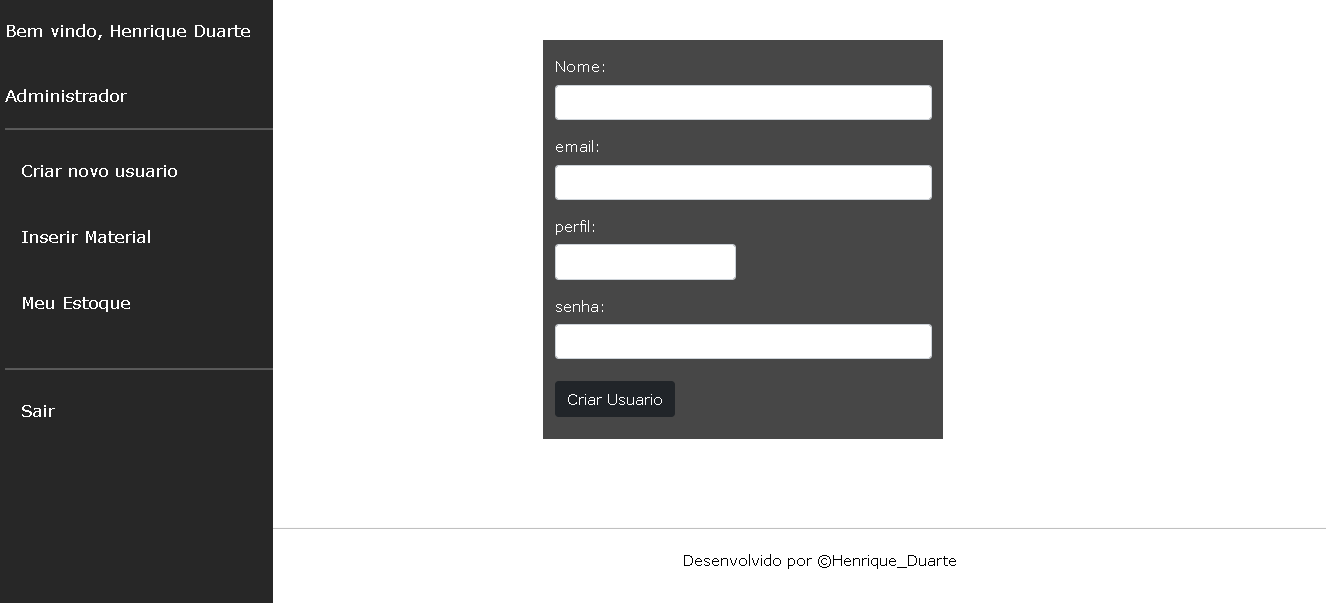 Bem vindo, Henrique Duarte
Administrador
Criar novo usuario
Inserir Material
Meu Estoque
Sair
Nome:
email:
perfil:
senha:
Criar Usuario
Desenvolvido por ©Henrique_Duarte